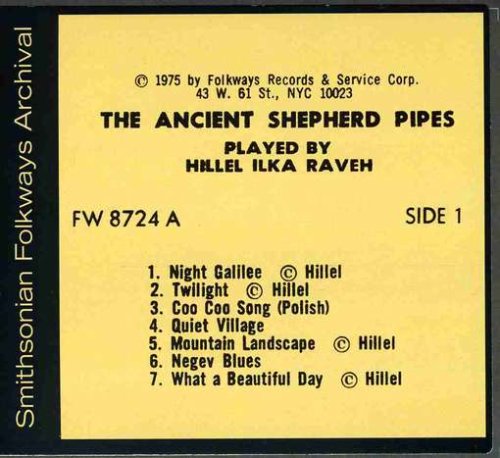 Smithsonian Folkways Archival
© 1975 by Folkways Records & Service Corp.
43 W. 61 St., NYC 10023
THE ANCIENT SHEPHERD PIPES
PLAYED BY
HILLEL ILKA RAVEH
FW 8724 A
SIDE 1
1. Night Galilee © Hillel
2. Twilight © Hillel
3. Coo Coo Song (Polish)
4. Quiet Village
5. Mountain Landscape © Hillel
6. Negev Blues
7. What a Beautiful Day © Hillel